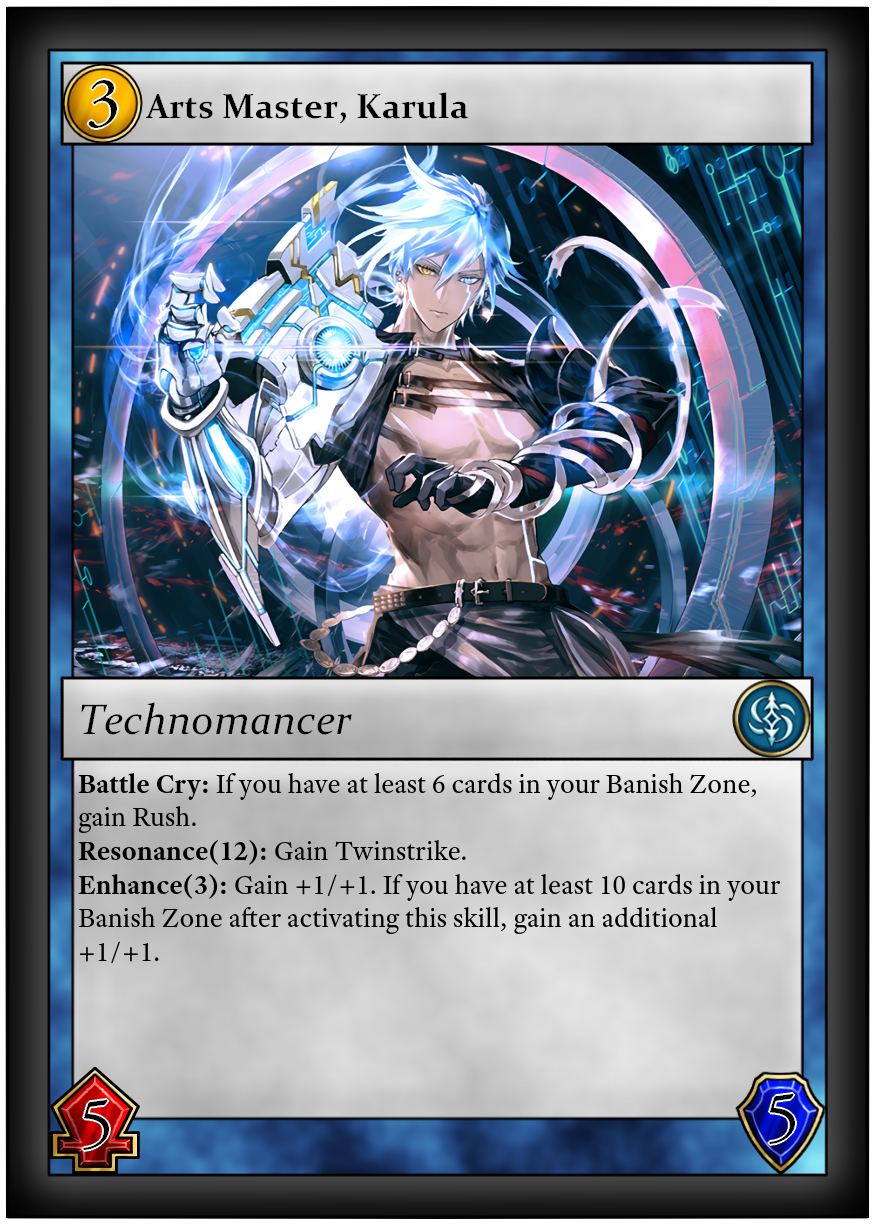 3 Arts Master, Karula
Technomancer
Battle Cry: If you have at least 6 cards in your Banish Zone,
gain Rush.
Resonance(12): Gain Twinstrike.
Enhance(3): Gain +1/+1. If you have at least 10 cards in your
Banish Zone after activating this skill, gain an additional
+1/+1.
5 5